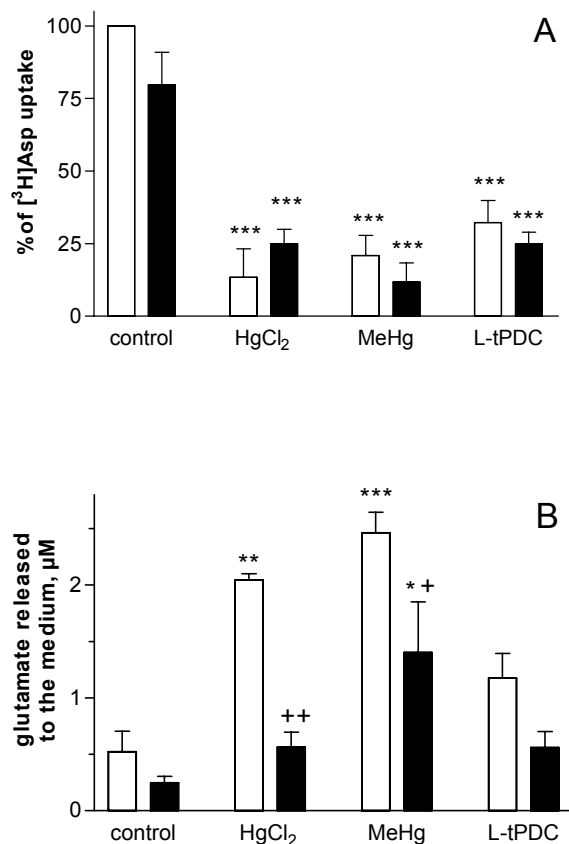 A
% of [³H]Asp uptake
100
75
50
25
0
***
***
***
***
***
***
control HgCl₂ MeHg L-tPDC
B
glutamate released
to the medium, µM
2
1
0
**
++
***
* +
control HgCl₂ MeHg L-tPDC